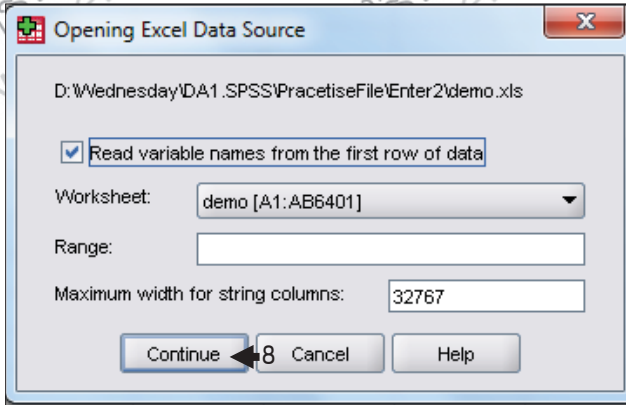 Opening Excel Data Source
D:\Wednesday\DA1.SPSS\PractiseFile\Enter2\demo.xls
Read variable names from the first row of data
Worksheet: demo [A1:AB6401]
Range:
Maximum width for string columns: 32767
Continue 8 Cancel Help